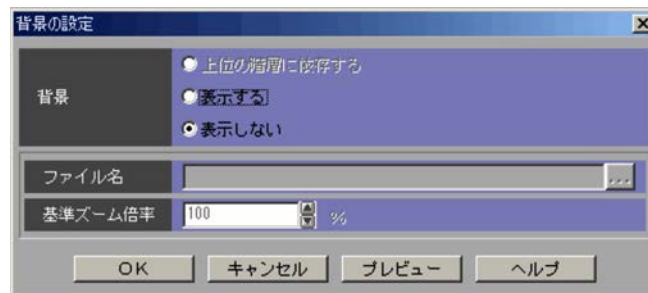 背景の設定
背景
上位の階層に依存する
表示する
表示しない
ファイル名
...
基準ズーム倍率 100 %
OK キャンセル プレビュー ヘルプ